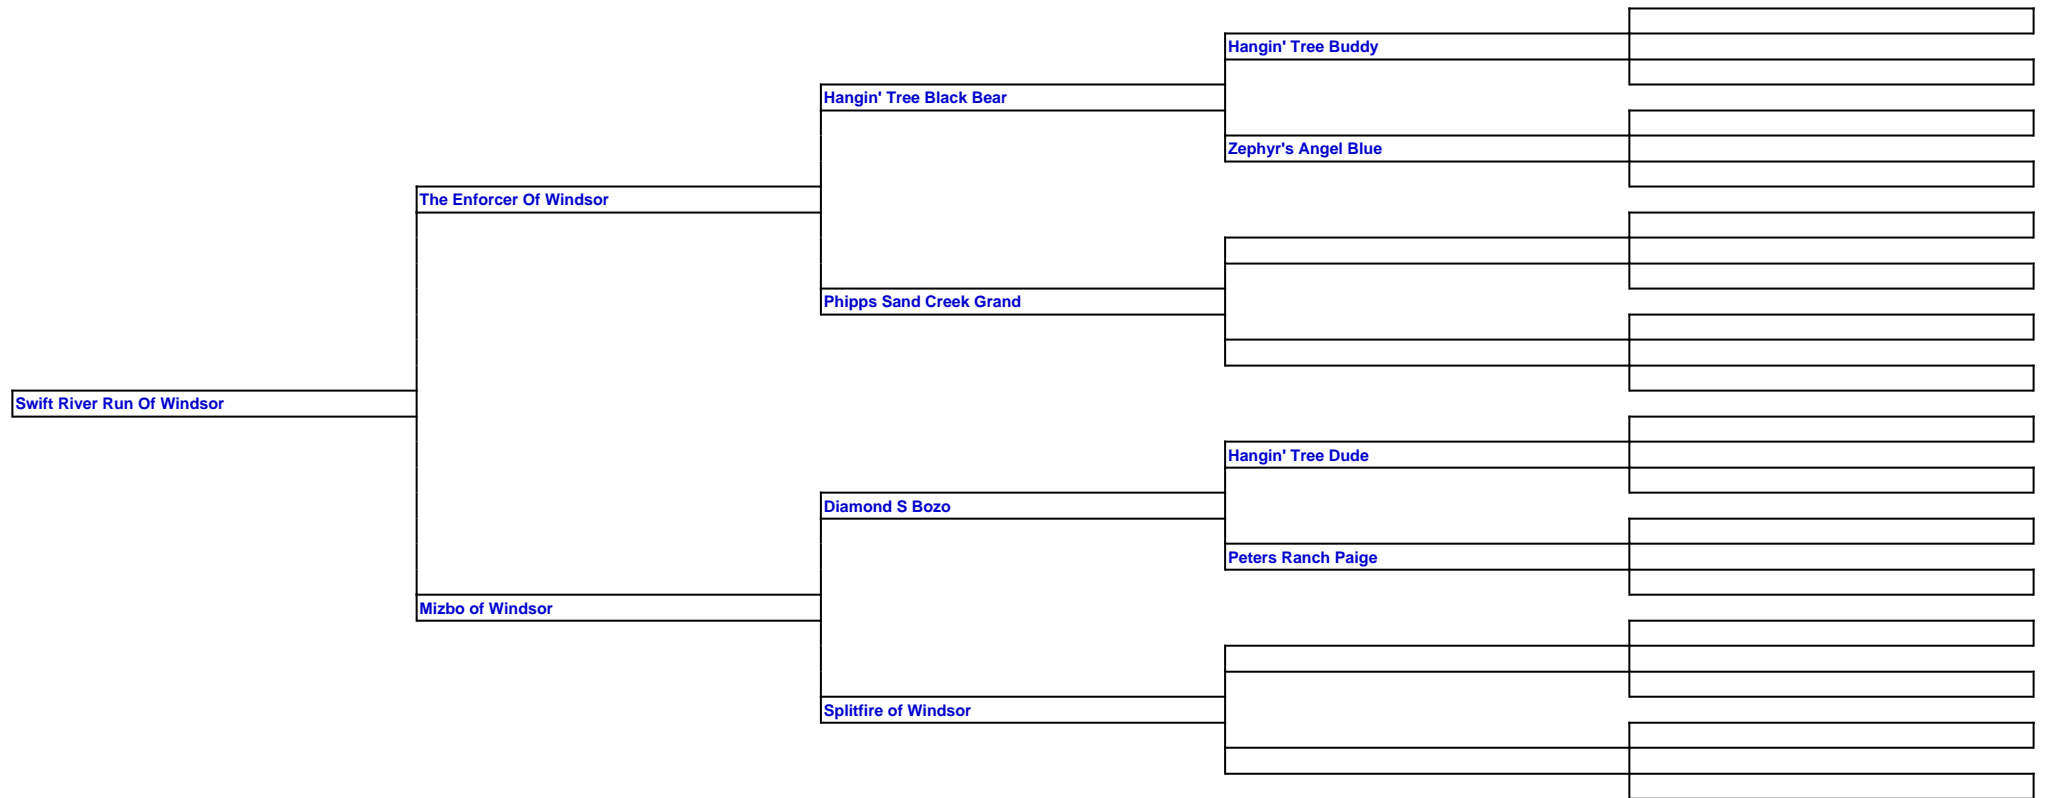 Hangin' Tree Buddy
Hangin' Tree Black Bear
Zephyr's Angel Blue
The Enforcer Of Windsor
Phipps Sand Creek Grand
Swift River Run Of Windsor
Hangin' Tree Dude
Diamond S Bozo
Peters Ranch Paige
Mizbo of Windsor
Splitfire of Windsor